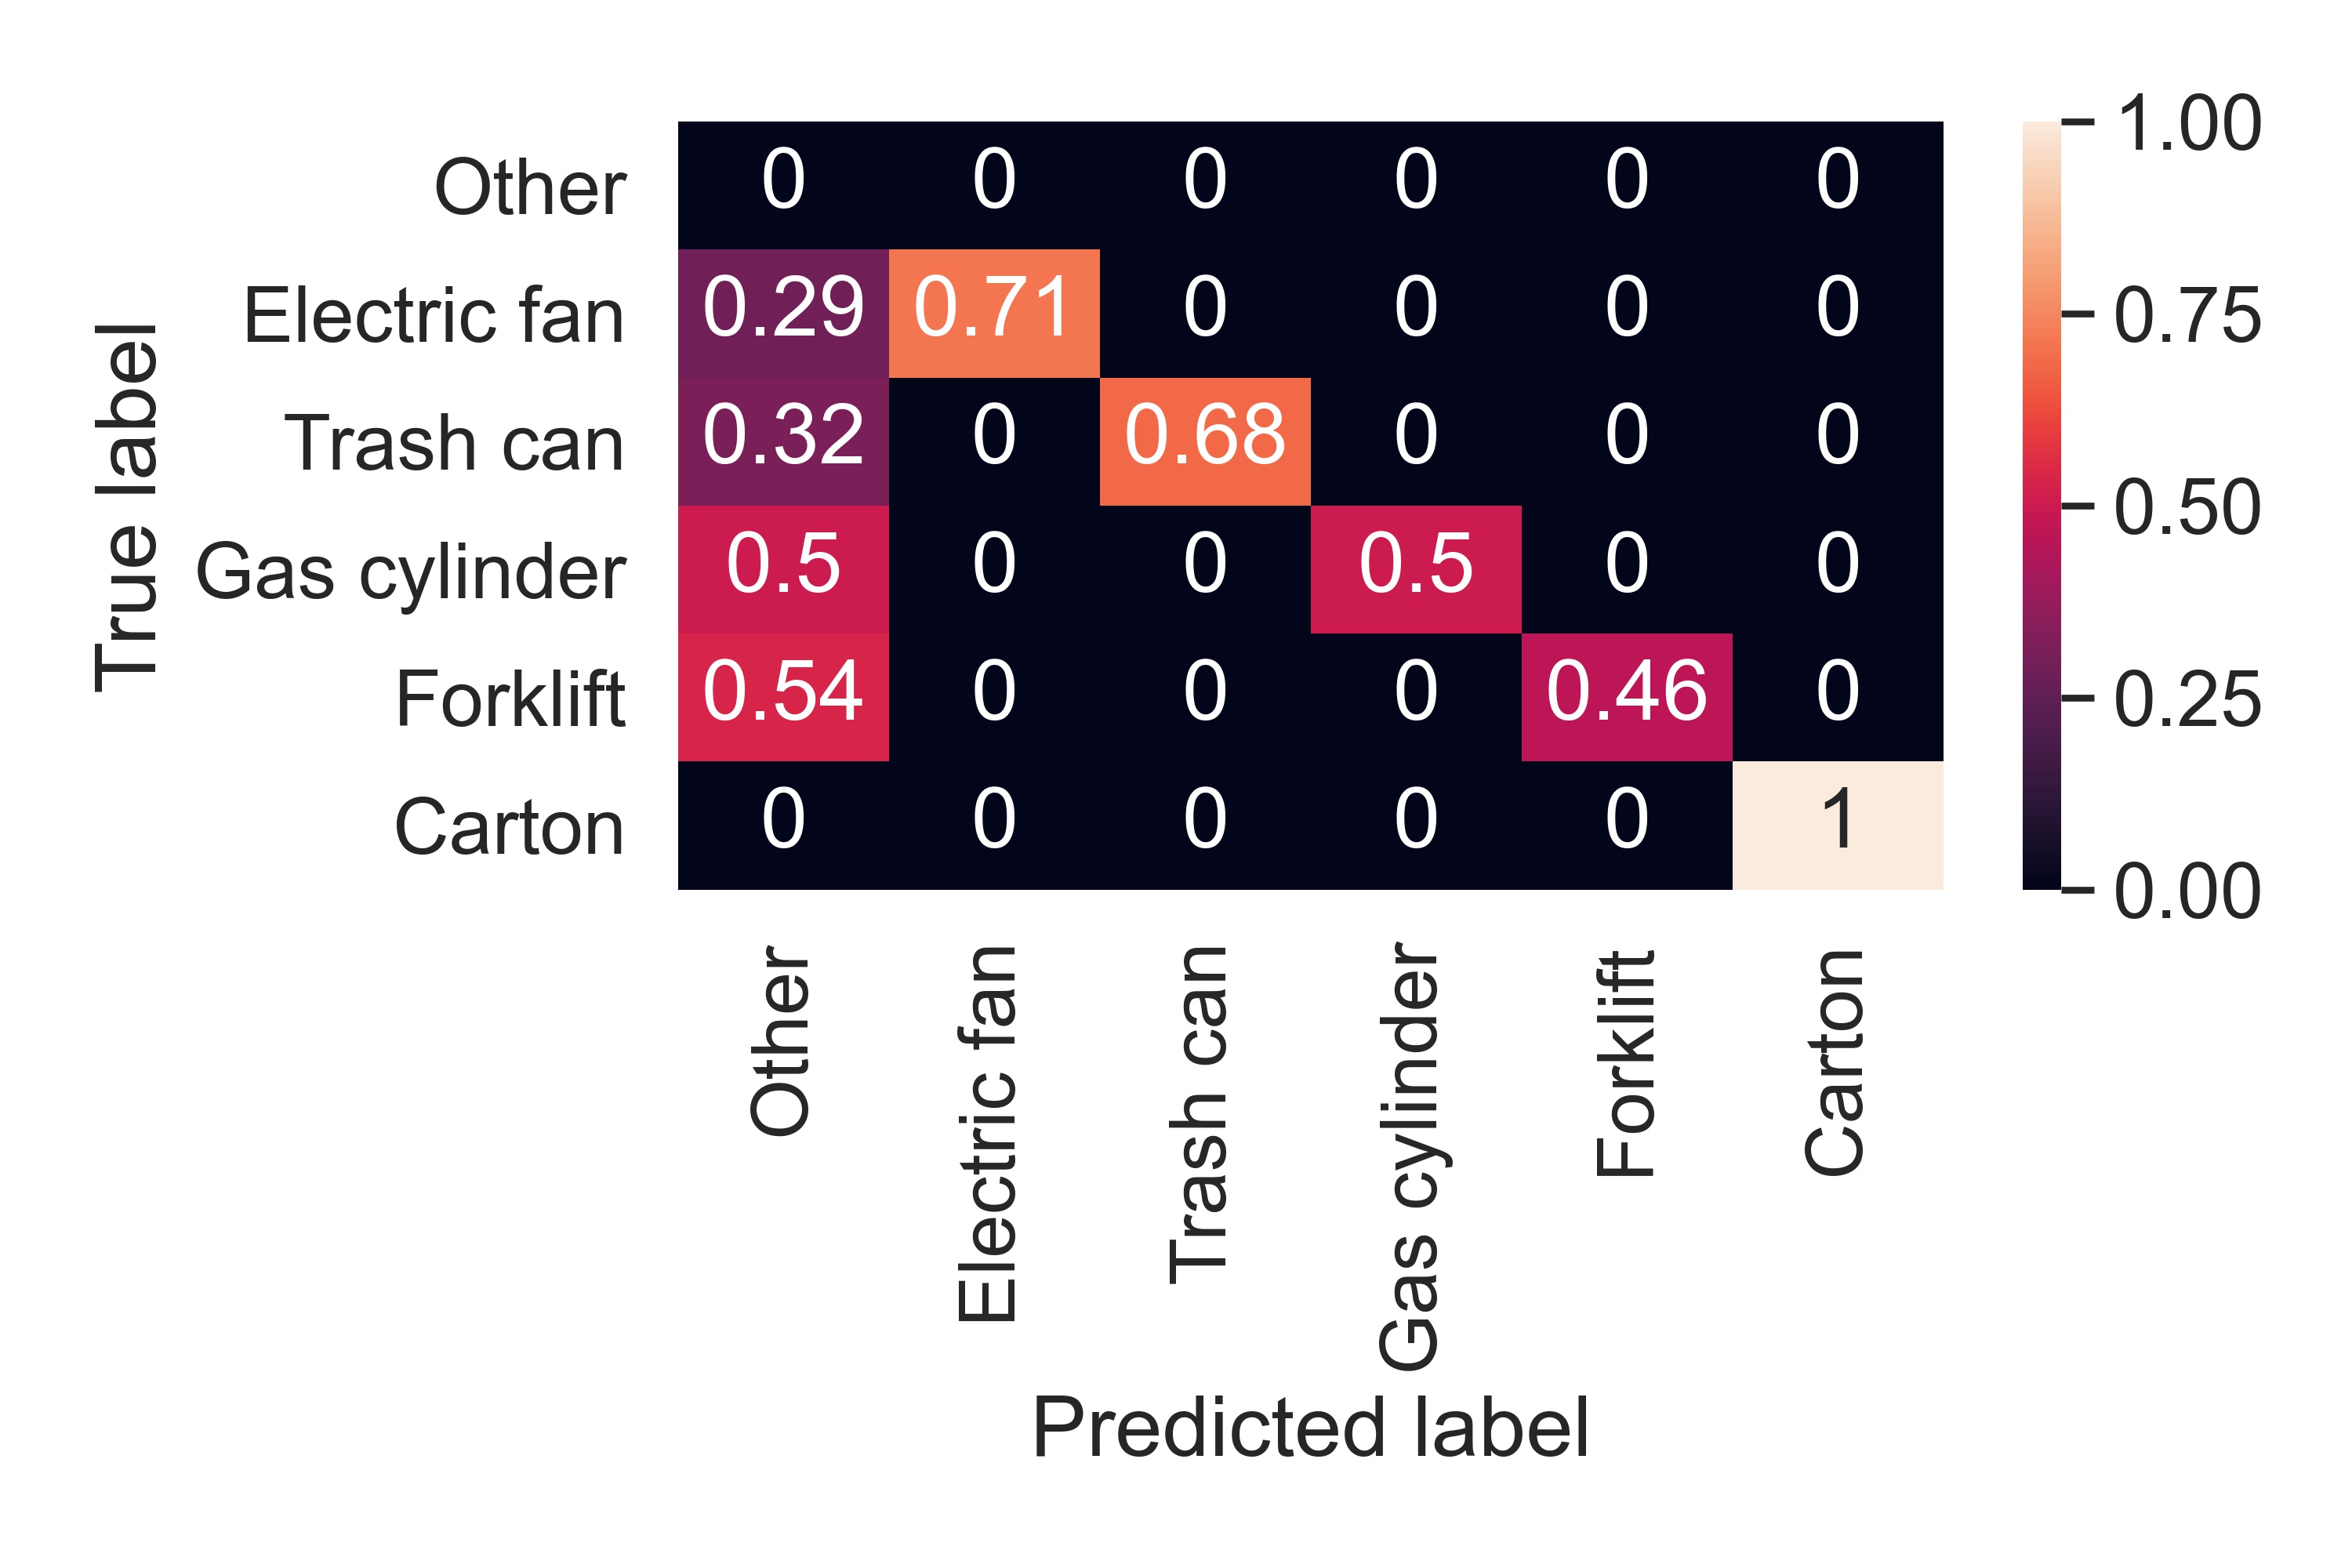 Other 0 0 0 0 0 0
Electric fan 0.29 0.71 0 0 0 0
Trash can 0.32 0 0.68 0 0 0
Gas cylinder 0.5 0 0 0.5 0 0
Forklift 0.54 0 0 0 0.46 0
Carton 0 0 0 0 0 1
True label
Other
Electric fan
Trash can
Gas cylinder
Forklift
Carton
Predicted label
1.00
0.75
0.50
0.25
0.00